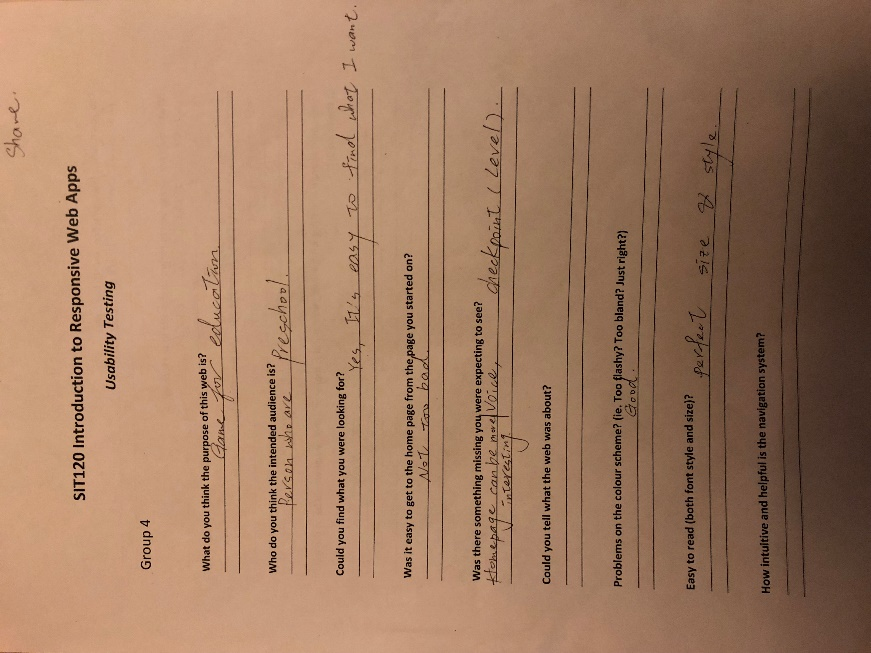 Share.
SIT120 Introduction to Responsive Web Apps
Usability Testing
Group 4
What do you think the purpose of this web is?
Game for education
Who do you think the intended audience is?
Person who are Preschool.
Could you find what you were looking for?
Yes, It's easy to find what I want.
Was it easy to get to the home page from the page you started on?
Not too bad
Was there something missing you were expecting to see?
Homepage can be more Voice, checkpoint (Level).
interesting
Could you tell what the web was about?
Problems on the colour scheme? (ie. Too flashy? Too bland? Just right?)
Good.
Easy to read (both font style and size)?
perfect size & style.
How intuitive and helpful is the navigation system?